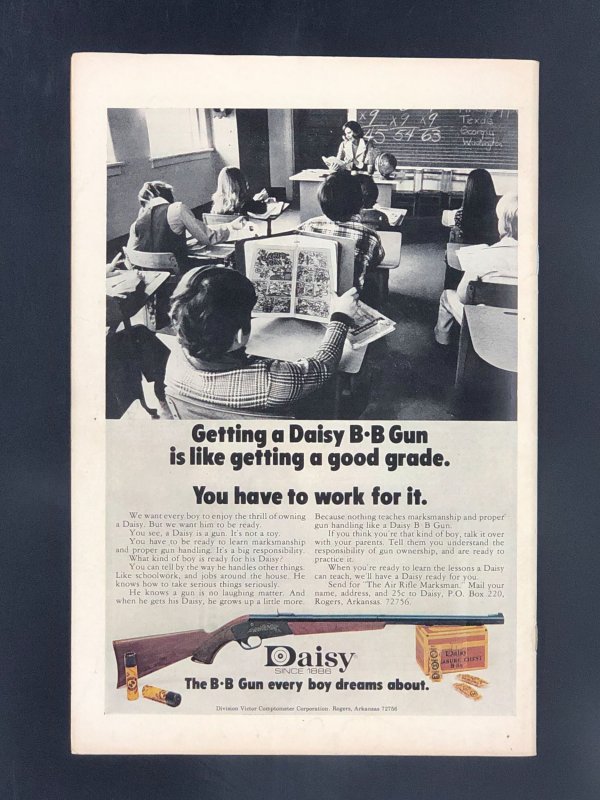 x9 x9 x9
45 54 63
Texas
Georgia
Washington
Getting a Daisy B·B Gun
is like getting a good grade.
You have to work for it.
We want every boy to enjoy the thrill of owning
a Daisy. But we want him to be ready.
You see, a Daisy is a gun. It's not a toy.
You have to be ready to learn marksmanship
and proper gun handling. It's a big responsibility.
What kind of boy is ready for his Daisy?
You can tell by the way he handles other things.
Like schoolwork, and jobs around the house. He
knows how to take serious things seriously.
He knows a gun is no laughing matter. And
when he gets his Daisy, he grows up a little more.
Because nothing teaches marksmanship and proper
gun handling like a Daisy B·B Gun.
If you think you're that kind of boy, talk it over
with your parents. Tell them you understand the
responsibility of gun ownership, and are ready to
practice it.
When you're ready to learn the lessons a Daisy
can teach, we'll have a Daisy ready for you.
Send for "The Air Rifle Marksman." Mail your
name, address, and 25c to Daisy, P.O. Box 220,
Rogers, Arkansas 72756.
Daisy
SINCE 1886
Daisy
The B·B Gun every boy dreams about.
Division Victor Comptometer Corporation. Rogers, Arkansas 72756